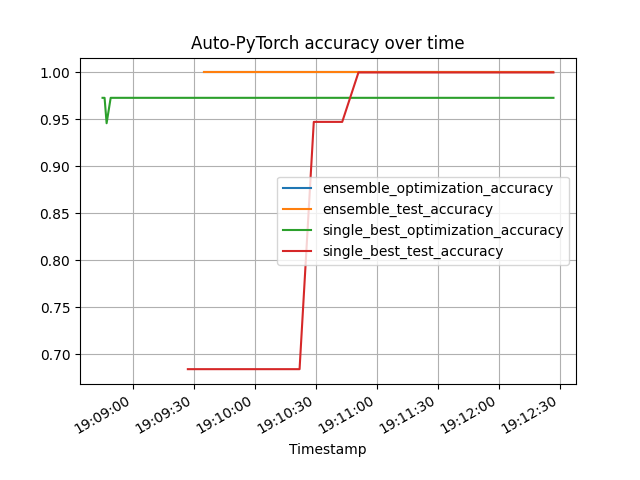 Auto-PyTorch accuracy over time
1.00
0.95
0.90
0.85
0.80
0.75
0.70
ensemble_optimization_accuracy
ensemble_test_accuracy
single_best_optimization_accuracy
single_best_test_accuracy
19:09:00
19:09:30
19:10:00
19:10:30
19:11:00
19:11:30
19:12:00
19:12:30
Timestamp